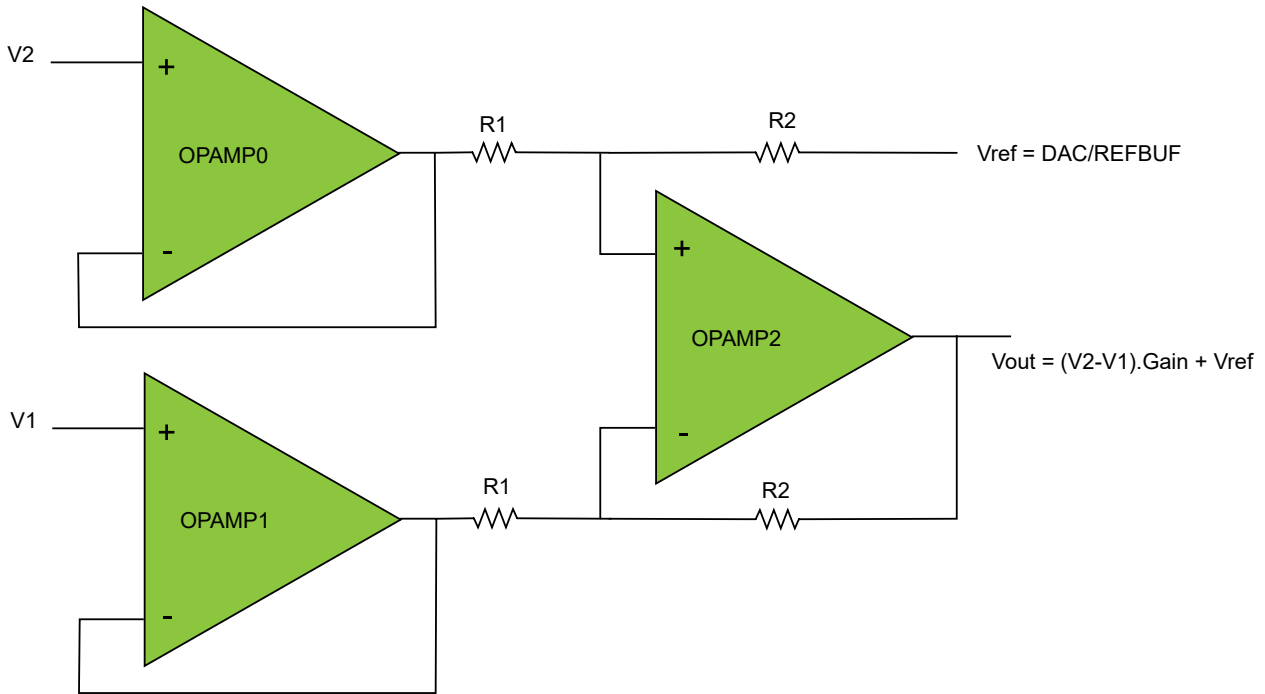 V2
+
OPAMP0
-
R1
R2
Vref = DAC/REFBUF
+
OPAMP2
-
Vout = (V2-V1).Gain + Vref
V1
+
OPAMP1
-
R1
R2